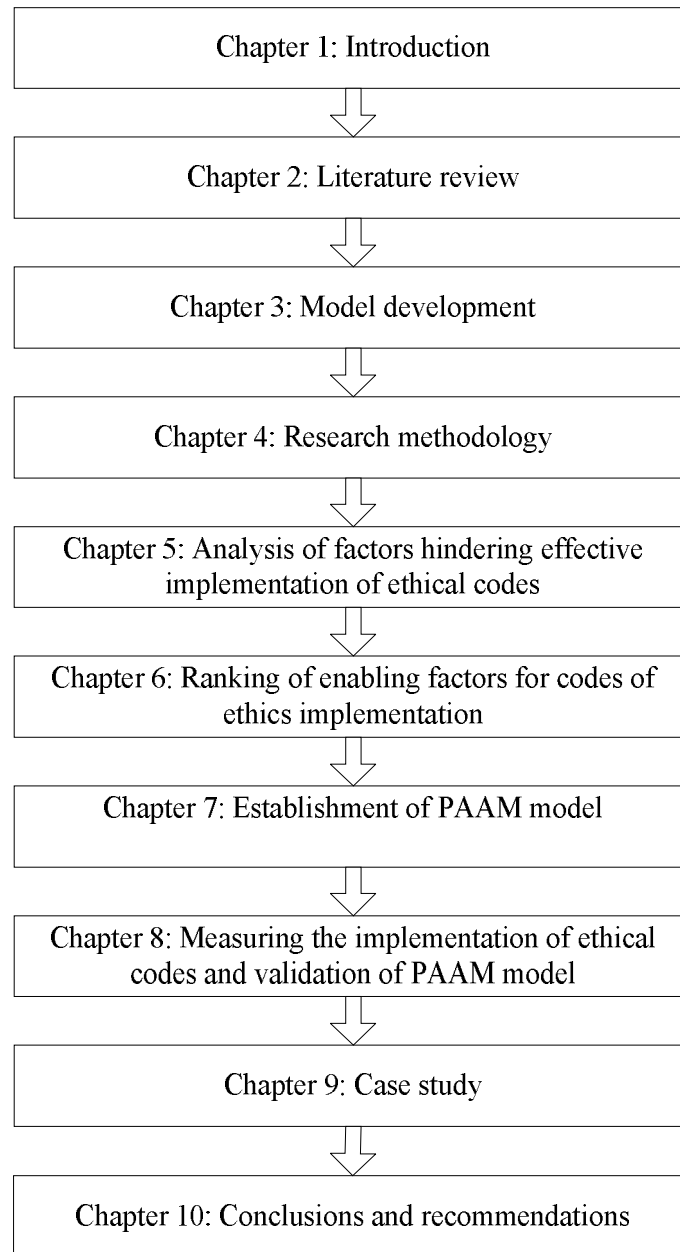 Chapter 1: Introduction
Chapter 2: Literature review
Chapter 3: Model development
Chapter 4: Research methodology
Chapter 5: Analysis of factors hindering effective
implementation of ethical codes
Chapter 6: Ranking of enabling factors for codes of
ethics implementation
Chapter 7: Establishment of PAAM model
Chapter 8: Measuring the implementation of ethical
codes and validation of PAAM model
Chapter 9: Case study
Chapter 10: Conclusions and recommendations